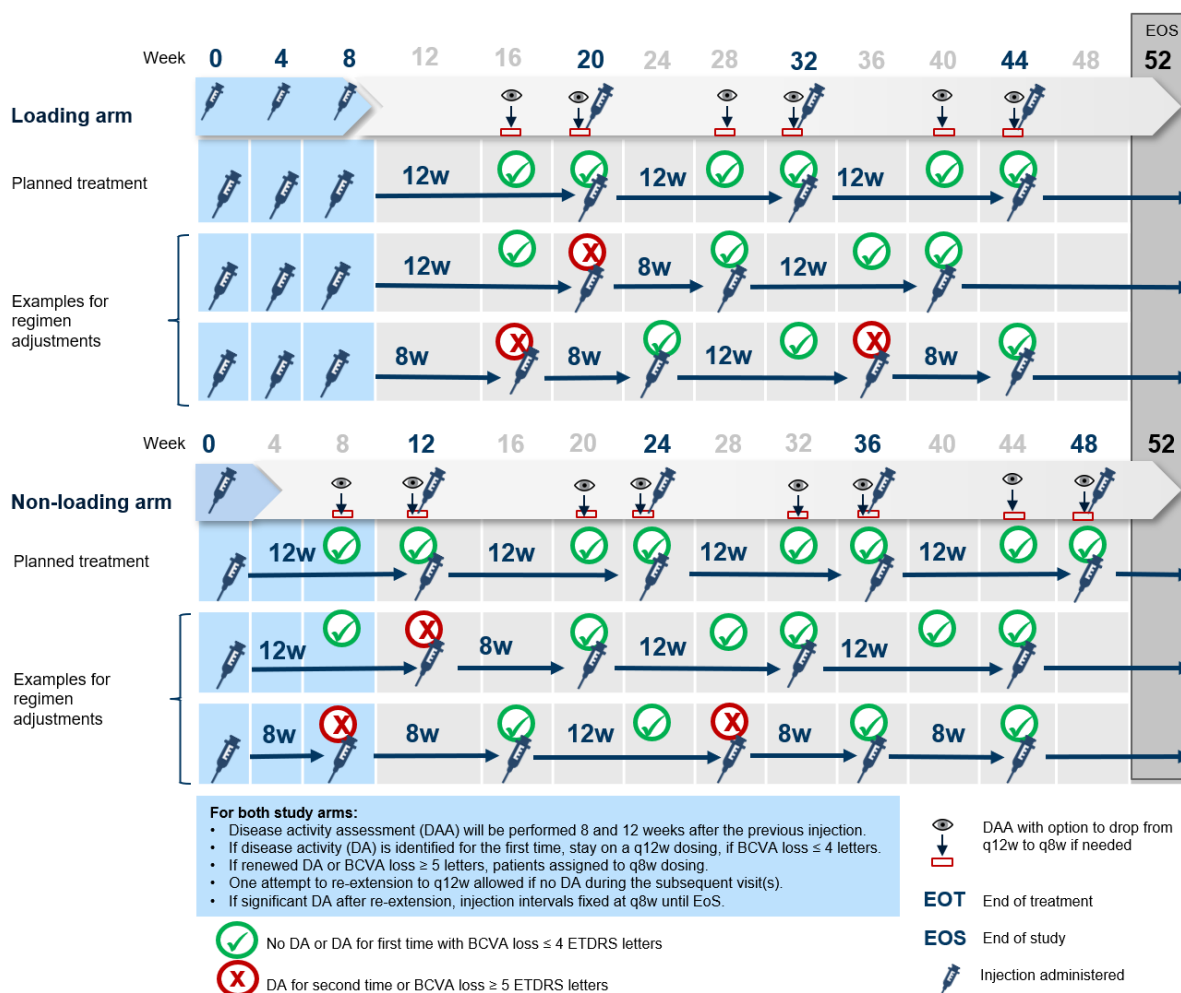 EOS
Week 0 4 8 12 16 20 24 28 32 36 40 44 48 52
Loading arm
Planned treatment
12w 12w 12w
12w 8w 12w
Examples for
regimen
adjustments
8w 8w 12w 8w
Week 0 4 8 12 16 20 24 28 32 36 40 44 48 52
Non-loading arm
Planned treatment
12w 12w 12w 12w
12w 8w 12w 12w
Examples for
regimen
adjustments
8w 8w 12w 8w 8w
For both study arms:
• Disease activity assessment (DAA) will be performed 8 and 12 weeks after the previous injection.
• If disease activity (DA) is identified for the first time, stay on a q12w dosing, if BCVA loss ≤ 4 letters.
• If renewed DA or BCVA loss ≥ 5 letters, patients assigned to q8w dosing.
• One attempt to re-extension to q12w allowed if no DA during the subsequent visit(s).
• If significant DA after re-extension, injection intervals fixed at q8w until EoS.
No DA or DA for first time with BCVA loss ≤ 4 ETDRS letters
X DA for second time or BCVA loss ≥ 5 ETDRS letters
DAA with option to drop from
q12w to q8w if needed
EOT End of treatment
EOS End of study
Injection administered